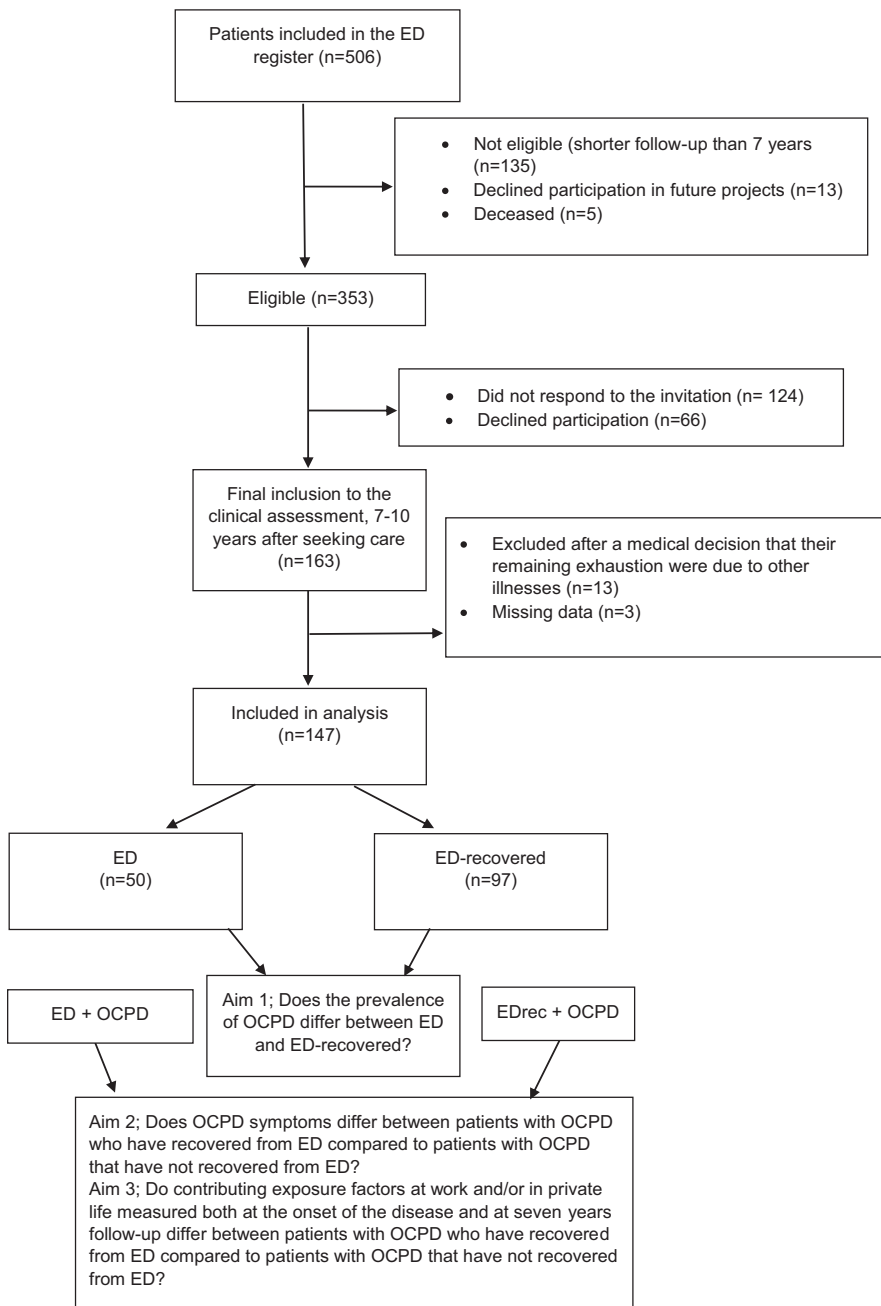 Patients included in the ED
register (n=506)
• Not eligible (shorter follow-up than 7 years
(n=135)
• Declined participation in future projects (n=13)
• Deceased (n=5)
Eligible (n=353)
• Did not respond to the invitation (n= 124)
• Declined participation (n=66)
Final inclusion to the
clinical assessment, 7-10
years after seeking care
(n=163)
• Excluded after a medical decision that their
remaining exhaustion were due to other
illnesses (n=13)
• Missing data (n=3)
Included in analysis
(n=147)
ED
(n=50)
ED-recovered
(n=97)
ED + OCPD
Aim 1; Does the prevalence
of OCPD differ between ED
and ED-recovered?
EDrec + OCPD
Aim 2; Does OCPD symptoms differ between patients with OCPD
who have recovered from ED compared to patients with OCPD
that have not recovered from ED?
Aim 3; Do contributing exposure factors at work and/or in private
life measured both at the onset of the disease and at seven years
follow-up differ between patients with OCPD who have recovered
from ED compared to patients with OCPD that have not recovered
from ED?